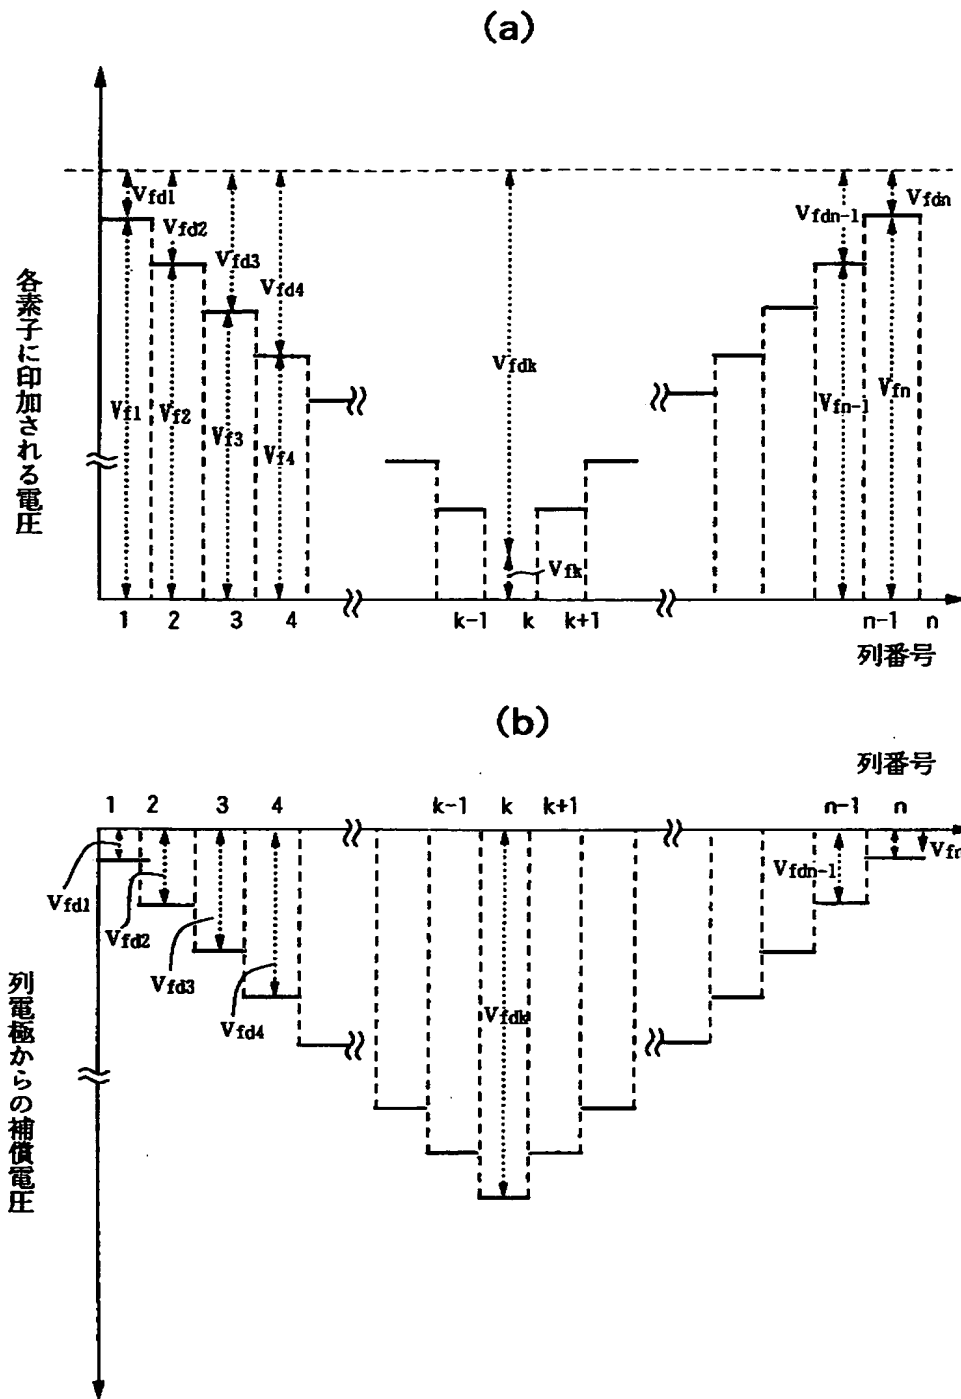 (a)
Vfd1
Vfd2
Vfd3
Vfd4
Vfdk
Vfdn-1
Vfdn
Vf1
Vf2
Vf3
Vf4
Vfk
Vfn-1
Vfn
各素子に印加される電圧
1 2 3 4 k-1 k k+1 n-1 n
列番号
(b)
列番号
1 2 3 4 k-1 k k+1 n-1 n
Vfd1
Vfd2
Vfd3
Vfd4
Vfdk
Vfdn-1
Vfn
列電極からの補償電圧